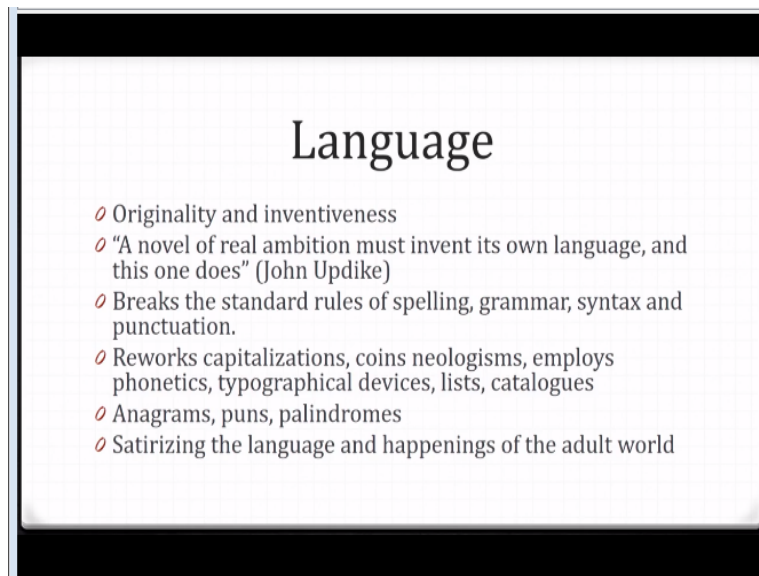 Language
Originality and inventiveness
“A novel of real ambition must invent its own language, and
this one does” (John Updike)
Breaks the standard rules of spelling, grammar, syntax and
punctuation.
Reworks capitalizations, coins neologisms, employs
phonetics, typographical devices, lists, catalogues
Anagrams, puns, palindromes
Satirizing the language and happenings of the adult world